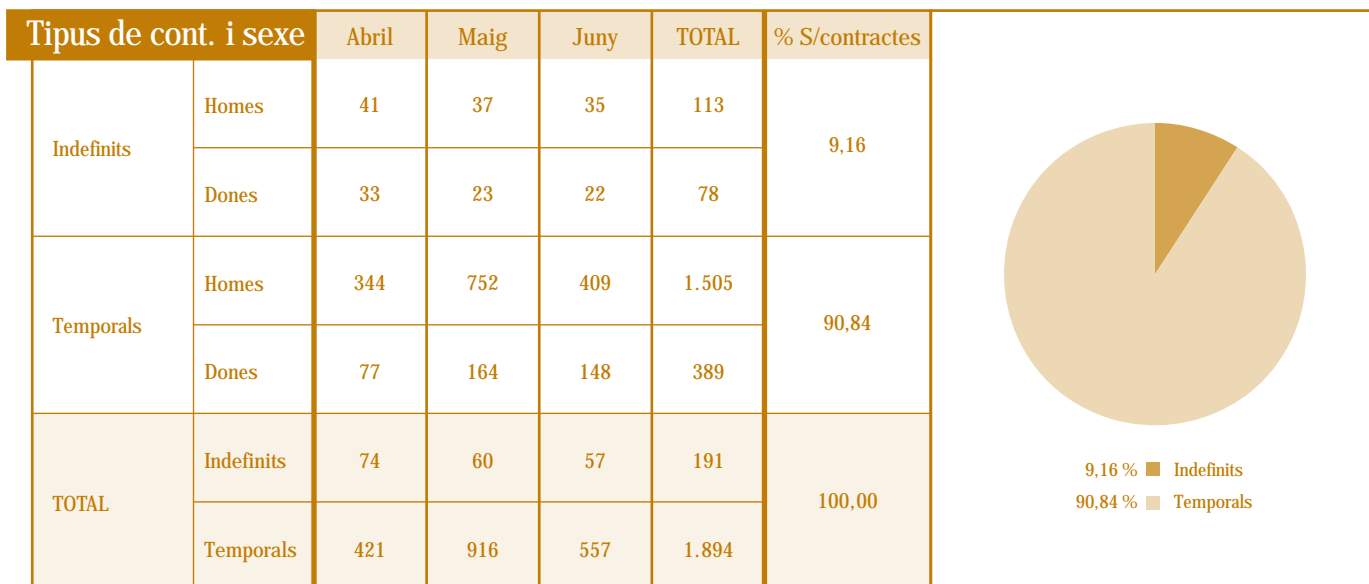 Tipus de cont. i sexe Abril Maig Juny TOTAL % S/contractes
Homes 41 37 35 113
Indefinits 9,16
Dones 33 23 22 78
Homes 344 752 409 1.505
Temporals 90,84
Dones 77 164 148 389
Indefinits 74 60 57 191
TOTAL 100,00
Temporals 421 916 557 1.894
9,16 % Indefinits
90,84 % Temporals